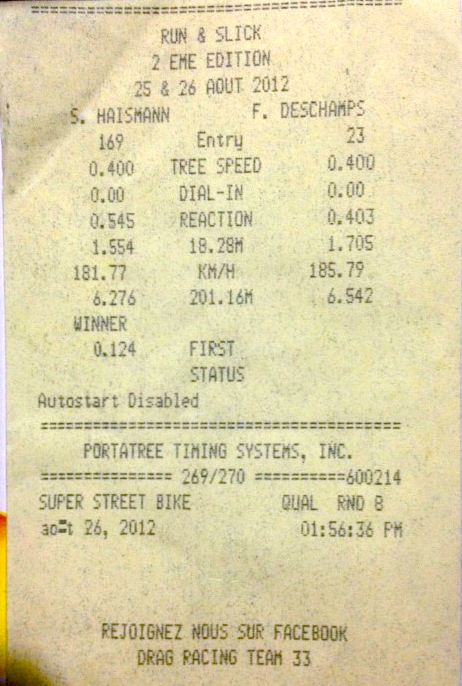 ==========================================
RUN & SLICK
2 EME EDITION
25 & 26 AOUT 2012
S. HAISMANN F. DESCHAMPS
169 Entry 23
0.400 TREE SPEED 0.400
0.00 DIAL-IN 0.00
0.545 REACTION 0.403
1.554 18.28M 1.705
181.77 KM/H 185.79
6.276 201.16M 6.542
WINNER
0.124 FIRST
STATUS
Autostart Disabled
==========================================
PORTATREE TIMING SYSTEMS, INC.
=============== 269/270 ==========600214
SUPER STREET BIKE QUAL RND 8
ao〓t 26, 2012 01:56:36 PM
REJOIGNEZ NOUS SUR FACEBOOK
DRAG RACING TEAM 33